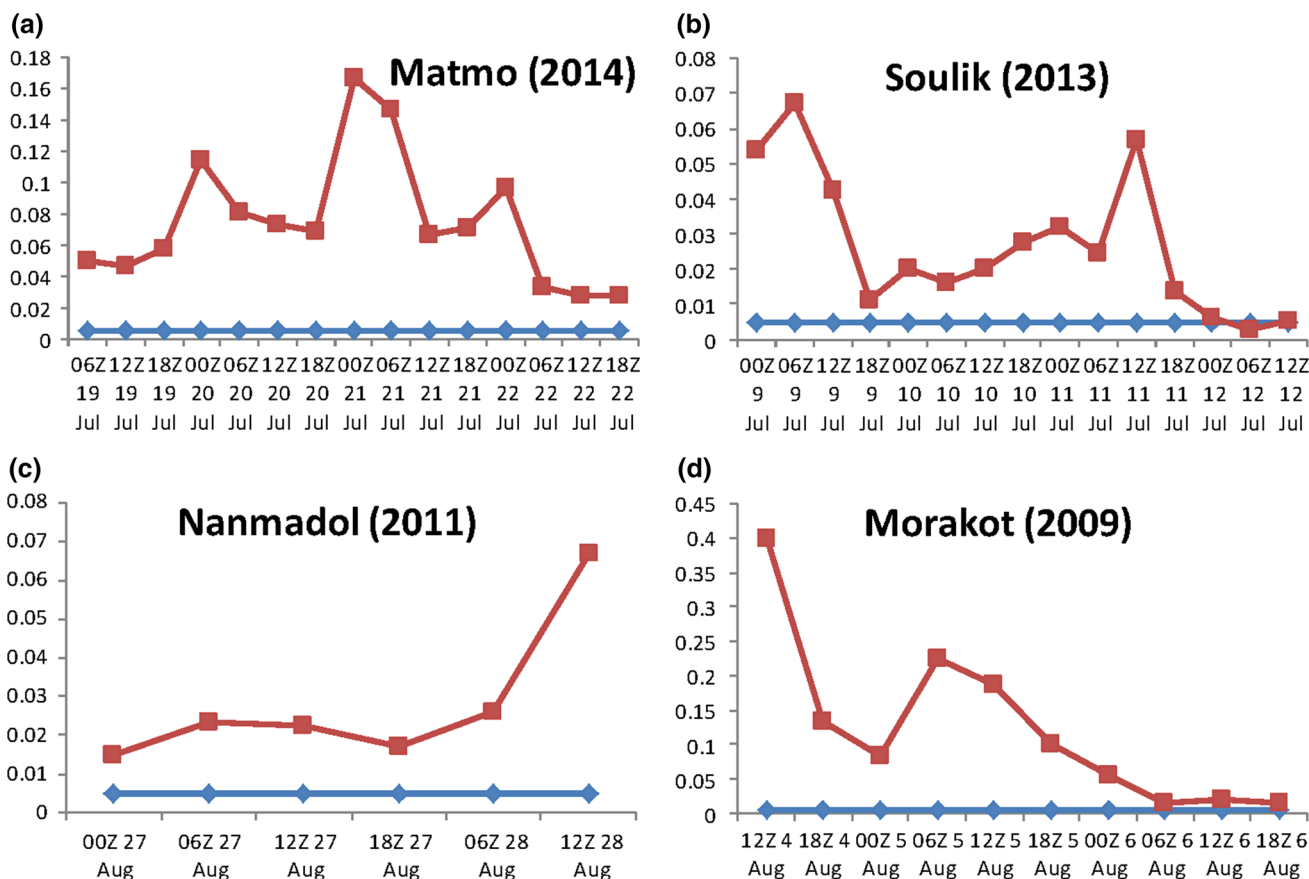 (a)
Matmo (2014)
0.18
0.16
0.14
0.12
0.1
0.08
0.06
0.04
0.02
0
06Z 12Z 18Z 00Z 06Z 12Z 18Z 00Z 06Z 12Z 18Z 00Z 06Z 12Z 18Z
19 19 19 20 20 20 20 21 21 21 21 22 22 22 22
Jul Jul Jul Jul Jul Jul Jul Jul Jul Jul Jul Jul Jul Jul Jul
(b)
Soulik (2013)
0.08
0.07
0.06
0.05
0.04
0.03
0.02
0.01
0
00Z 06Z 12Z 18Z 00Z 06Z 12Z 18Z 00Z 06Z 12Z 18Z 00Z 06Z 12Z
9 9 9 9 10 10 10 10 11 11 11 11 12 12 12
Jul Jul Jul Jul Jul Jul Jul Jul Jul Jul Jul Jul Jul Jul Jul
(c)
Nanmadol (2011)
0.08
0.07
0.06
0.05
0.04
0.03
0.02
0.01
0
00Z 27 06Z 27 12Z 27 18Z 27 06Z 28 12Z 28
Aug Aug Aug Aug Aug Aug
(d)
Morakot (2009)
0.45
0.4
0.35
0.3
0.25
0.2
0.15
0.1
0.05
0
12Z 4 18Z 4 00Z 5 06Z 5 12Z 5 18Z 5 00Z 6 06Z 6 12Z 6 18Z 6
Aug Aug Aug Aug Aug Aug Aug Aug Aug Aug